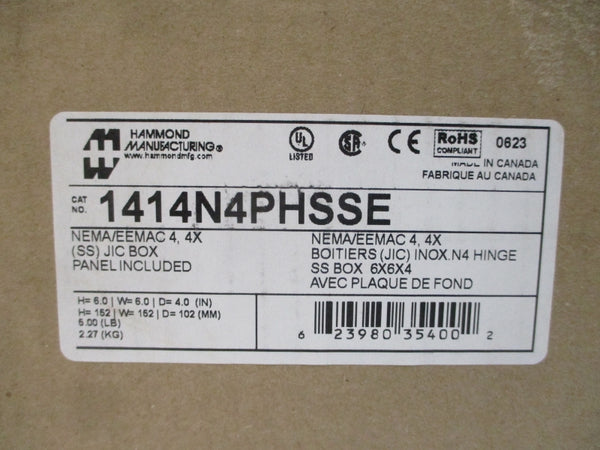 HAMMOND
MANUFACTURING®
www.hammondmfg.com
UL
LISTED
SA
CE
RoHS
COMPLIANT
0623
MADE IN CANADA
FABRIQUE AU CANADA
CAT
NO.
1414N4PHSSE
NEMA/EEMAC 4, 4X
(SS) JIC BOX
PANEL INCLUDED
NEMA/EEMAC 4, 4X
BOITIERS (JIC) INOX.N4 HINGE
SS BOX 6X6X4
AVEC PLAQUE DE FOND
H= 6.0 | W= 6.0 | D= 4.0 (IN)
H= 152 | W= 152 | D= 102 (MM)
5.00 (LB)
2.27 (KG)
6 23980 35400 2